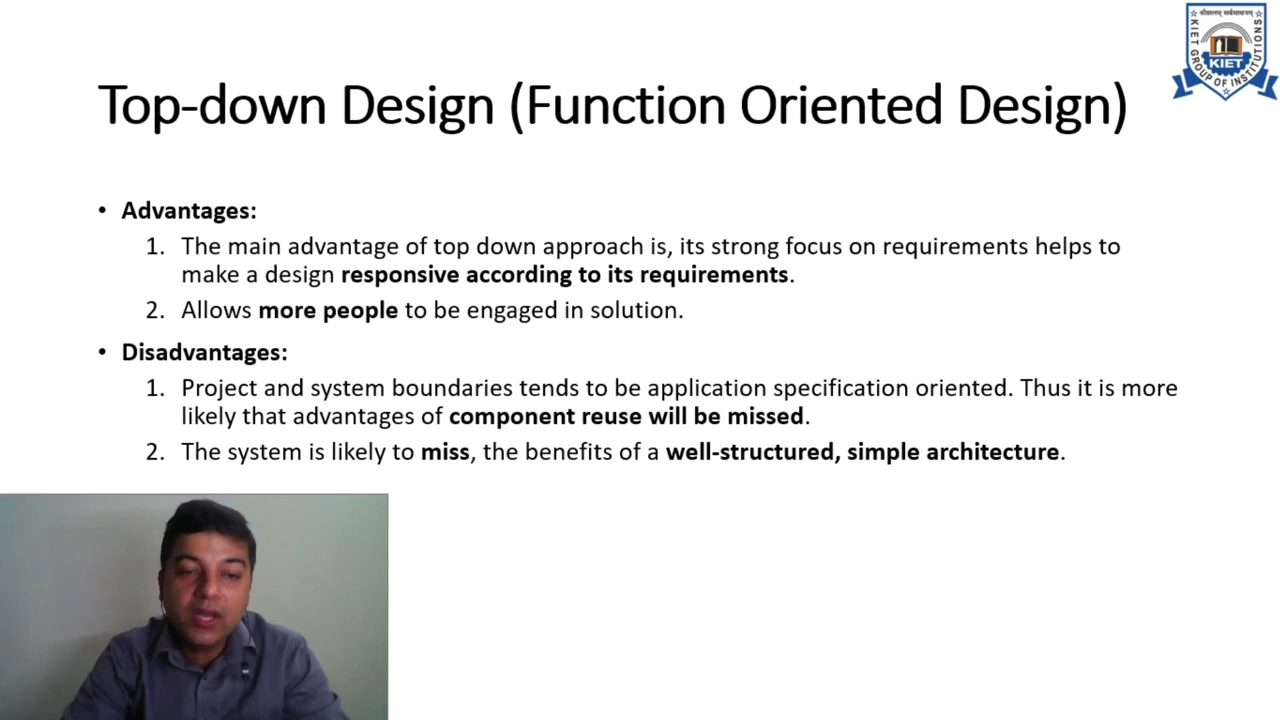 कौशलम् सर्वसाधनम्
KIET GROUP OF INSTITUTIONS
KIET
Top-down Design (Function Oriented Design)
• Advantages:
1. The main advantage of top down approach is, its strong focus on requirements helps to
make a design responsive according to its requirements.
2. Allows more people to be engaged in solution.
• Disadvantages:
1. Project and system boundaries tends to be application specification oriented. Thus it is more
likely that advantages of component reuse will be missed.
2. The system is likely to miss, the benefits of a well-structured, simple architecture.